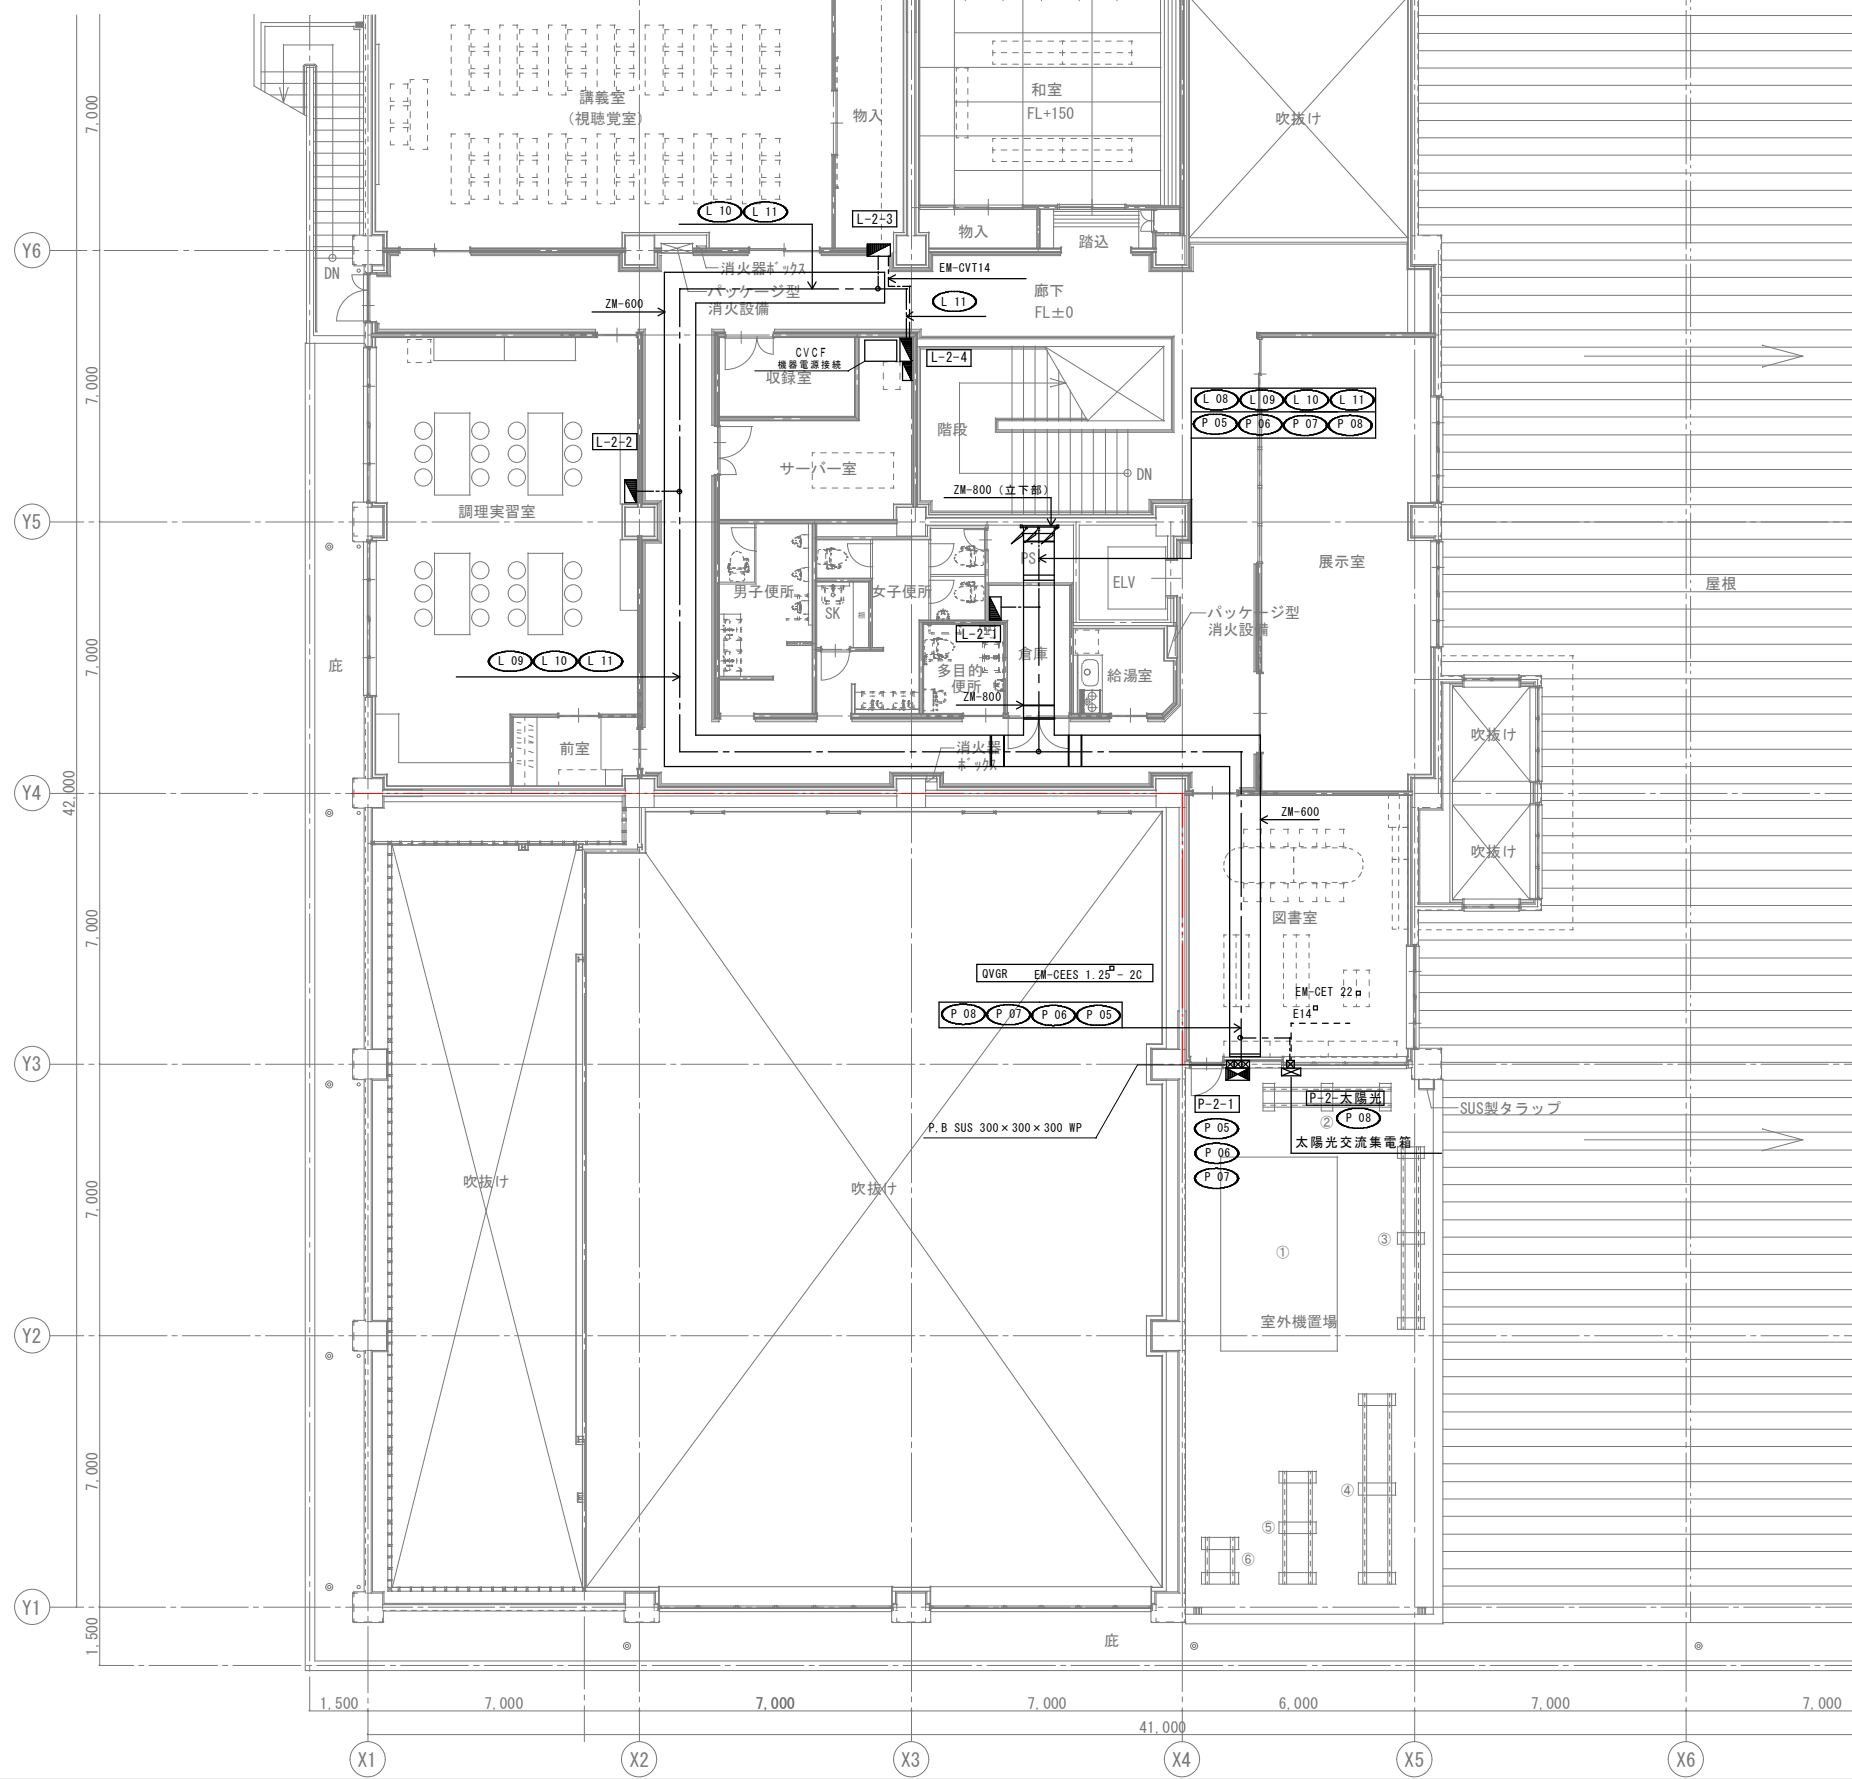 7,000
講義室
(視聴覚室)
物入
和室
FL+150
吹抜け
L 10
L 11
L-2-3
物入
踏込
Y6
DN
消火器ボックス
パッケージ型
消火設備
EM-CVT14
廊下
FL±0
ZM-600
L 11
CVCF
機器電源接続
収録室
L-2-4
7,000
L 08
L 09
L 10
L 11
P 05
P 06
P 07
P 08
階段
L-2-2
サーバー室
DN
ZM-800(立下部)
調理実習室
Y5
PS
ELV
展示室
屋根
男子便所
女子便所
SK
パッケージ型
消火設備
L-2-1
倉庫
7,000
庇
L 09
L 10
L 11
多目的
便所
給湯室
ZM-800
前室
消火器
ボックス
吹抜け
Y4
42,000
ZM-600
吹抜け
7,000
図書室
QVGR EM-CEES 1.25□- 2C
EM-CET 22□
P 08
P 07
P 06
P 05
E14□
Y3
P-2-1
P-2-太陽光
SUS製タラップ
P.B SUS 300×300×300 WP
P 05
②
P 08
太陽光交流集電箱
P 06
P 07
吹抜け
吹抜け
7,000
①
③
室外機置場
Y2
7,000
④
⑤
⑥
Y1
1,500
庇
1,500
7,000
7,000
7,000
6,000
7,000
7,000
41,000
X1
X2
X3
X4
X5
X6